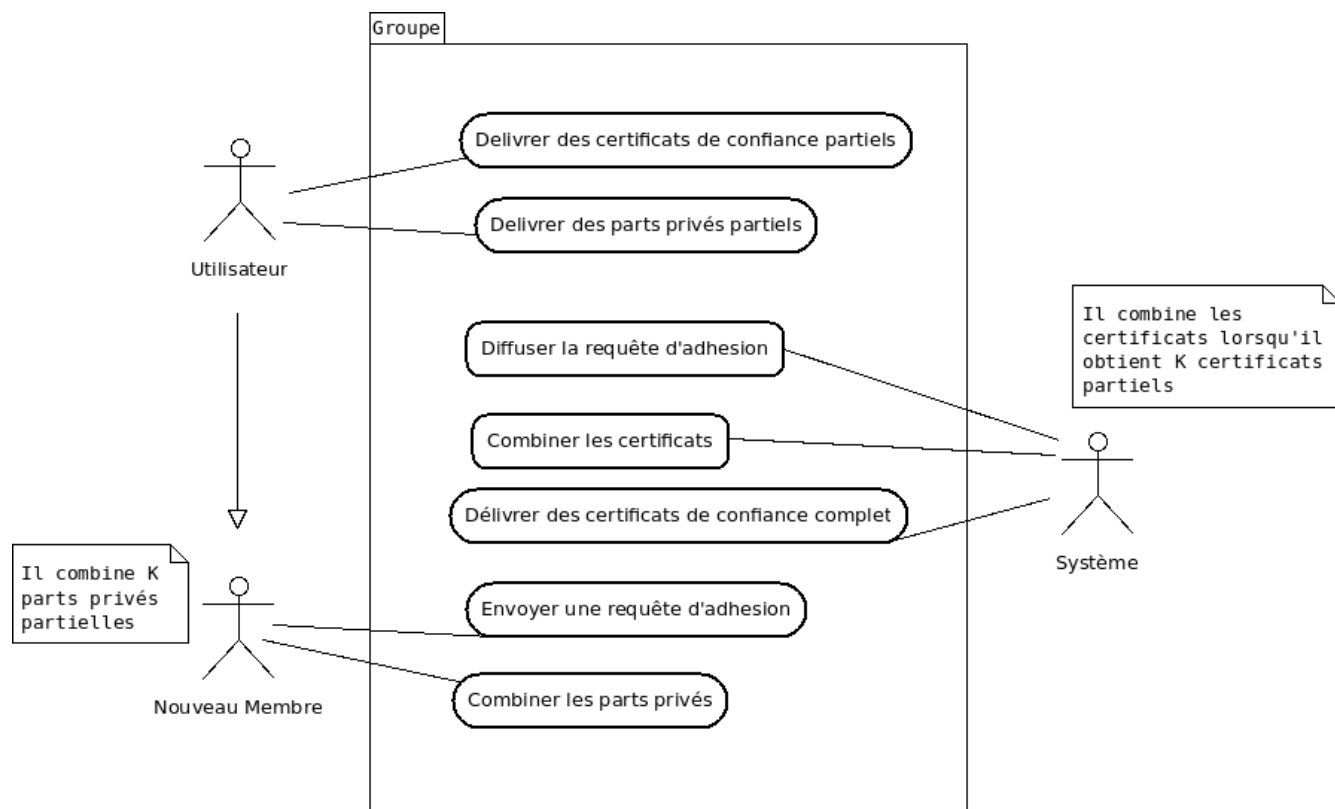 Groupe
Delivrer des certificats de confiance partiels
Delivrer des parts privés partiels
Utilisateur
Il combine les
certificats lorsqu'il
obtient K certificats
partiels
Diffuser la requête d'adhesion
Combiner les certificats
Délivrer des certificats de confiance complet
Système
Il combine K
parts privés
partielles
Envoyer une requête d'adhesion
Combiner les parts privés
Nouveau Membre